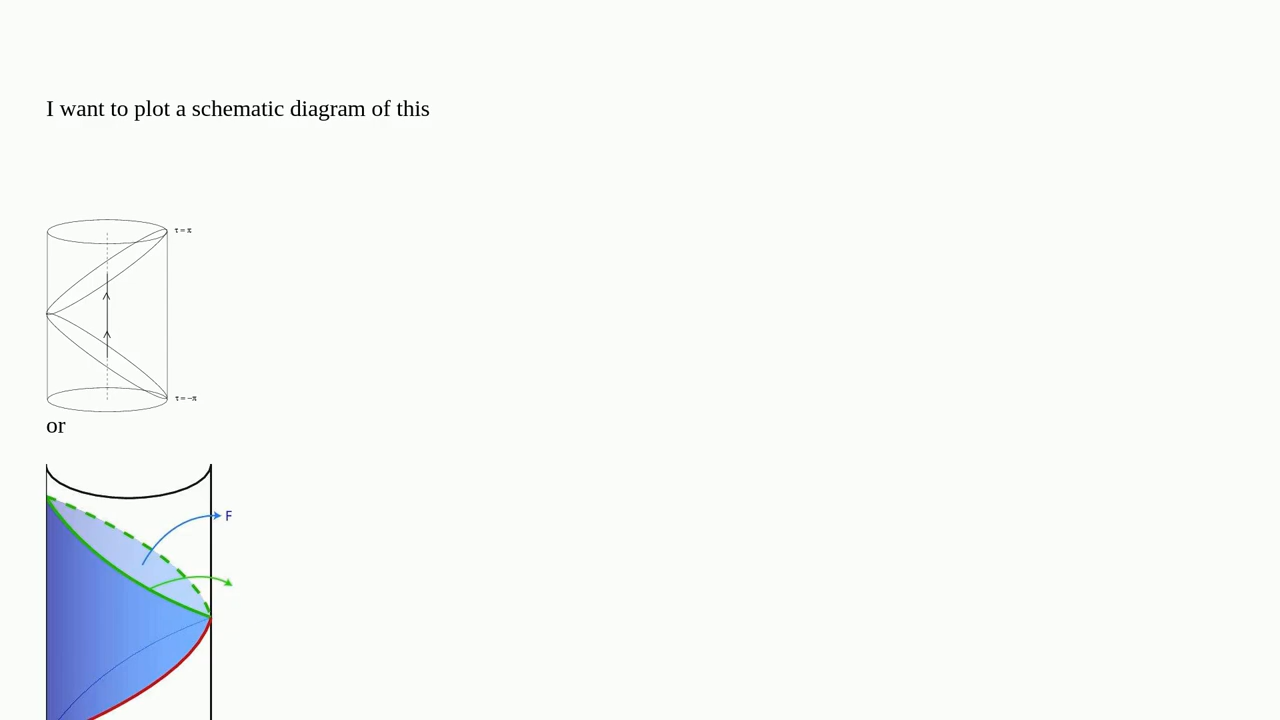 I want to plot a schematic diagram of this
τ = π
τ = −π
or
F